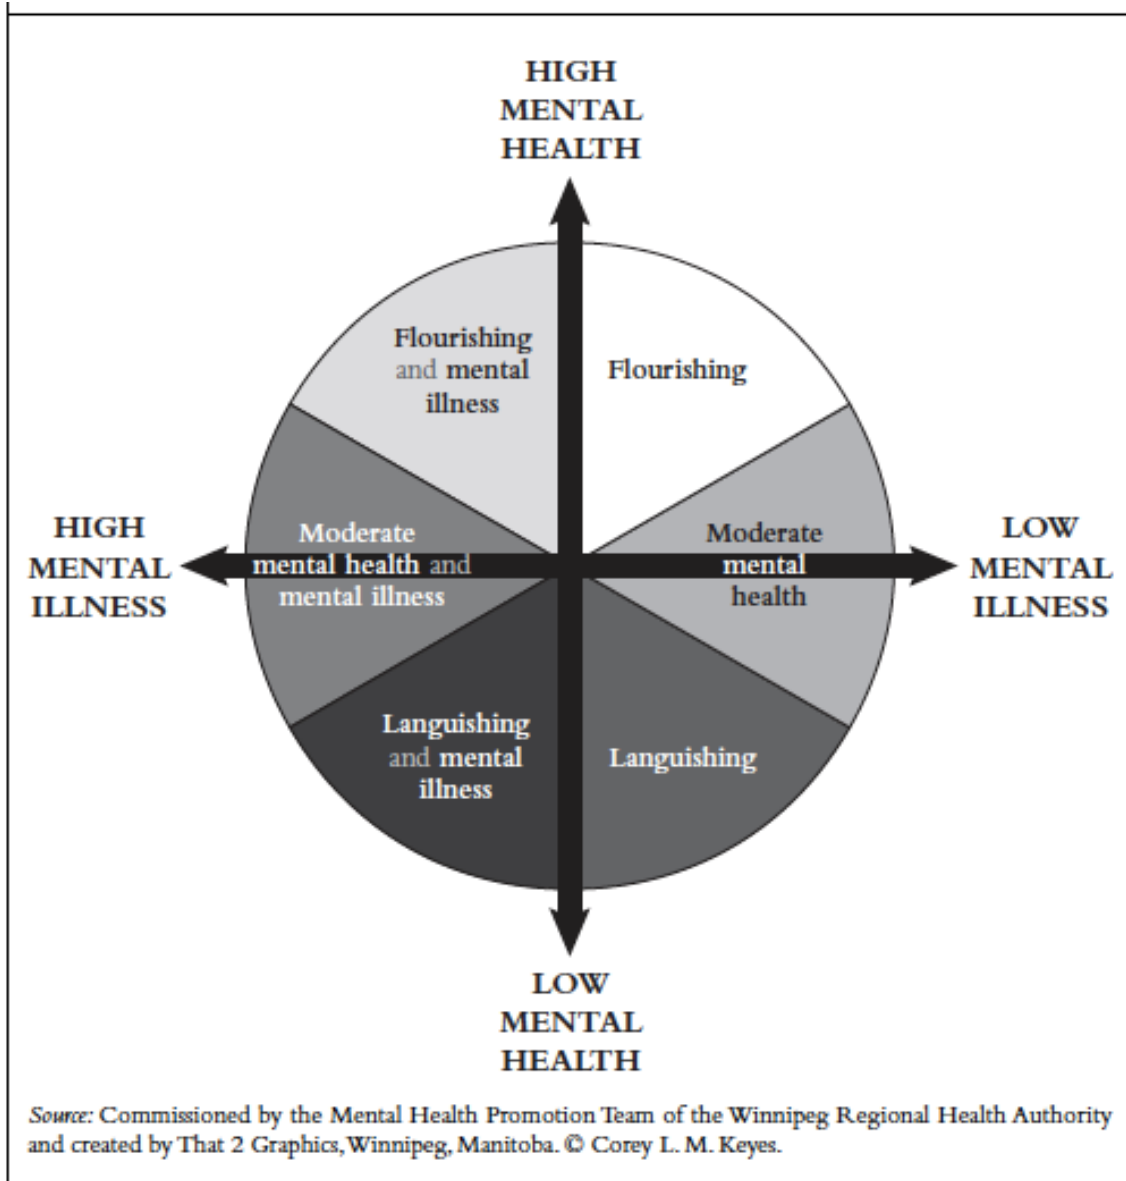 HIGH
MENTAL
HEALTH
Flourishing
and mental
illness
Flourishing
HIGH
MENTAL
ILLNESS
Moderate
mental health and
mental illness
Moderate
mental
health
LOW
MENTAL
ILLNESS
Languishing
and mental
illness
Languishing
LOW
MENTAL
HEALTH
Source: Commissioned by the Mental Health Promotion Team of the Winnipeg Regional Health Authority
and created by That 2 Graphics, Winnipeg, Manitoba. © Corey L. M. Keyes.